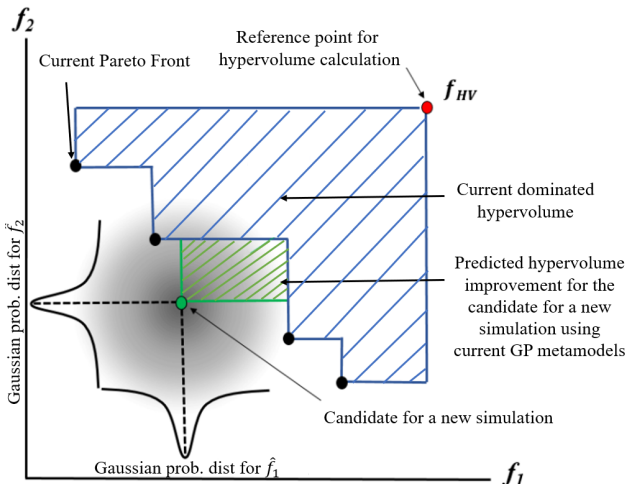 f₂
Reference point for
hypervolume calculation
Current Pareto Front
f_HV
Current dominated
hypervolume
Predicted hypervolume
improvement for the
candidate for a new
simulation using
current GP metamodels
Gaussian prob. dist for f̂₂
Candidate for a new simulation
Gaussian prob. dist for f̂₁
f₁